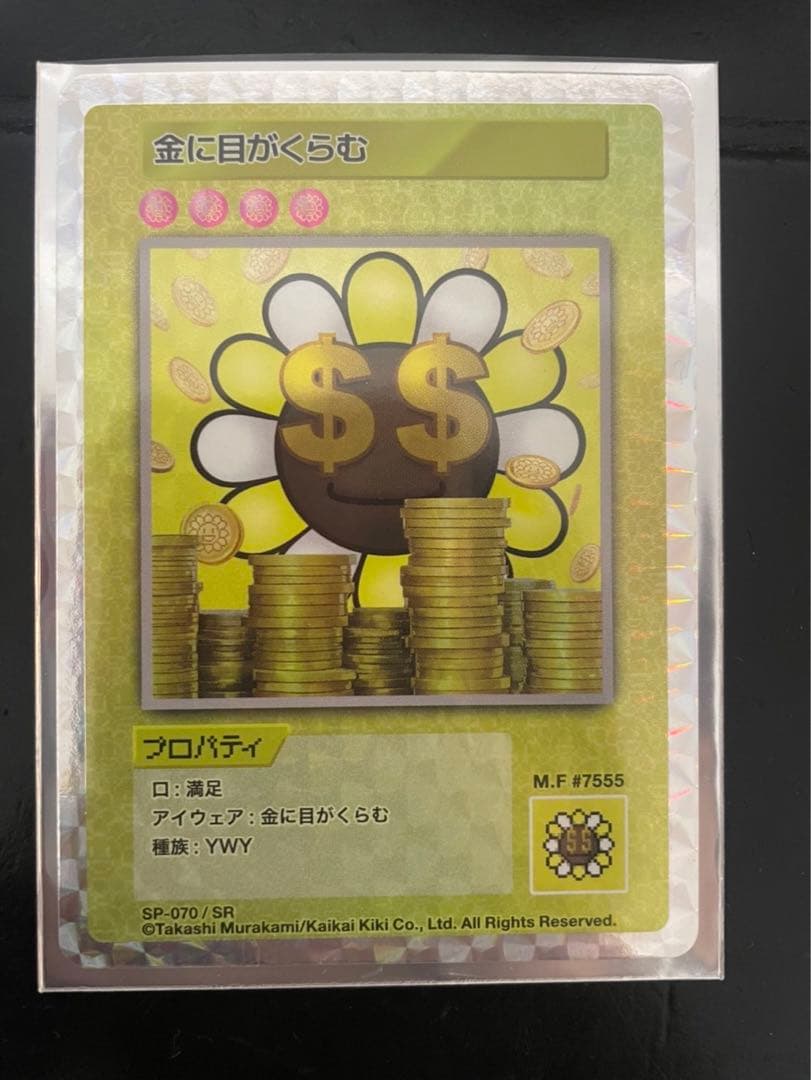 金に目がくらむ
$ $
プロパティ
口 : 満足
アイウェア : 金に目がくらむ
種族 : YWY
M.F #7555
$$
SP-070 / SR
©Takashi Murakami/Kaikai Kiki Co., Ltd. All Rights Reserved.